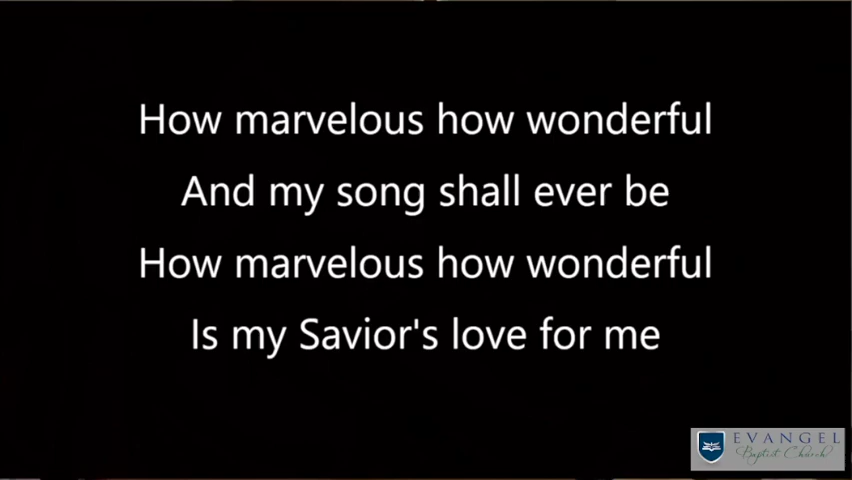 How marvelous how wonderful
And my song shall ever be
How marvelous how wonderful
Is my Savior's love for me
EVANGEL
Baptist Church